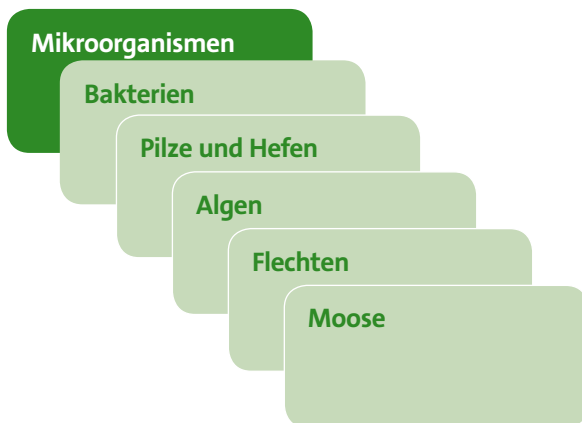 Mikroorganismen
Bakterien
Pilze und Hefen
Algen
Flechten
Moose